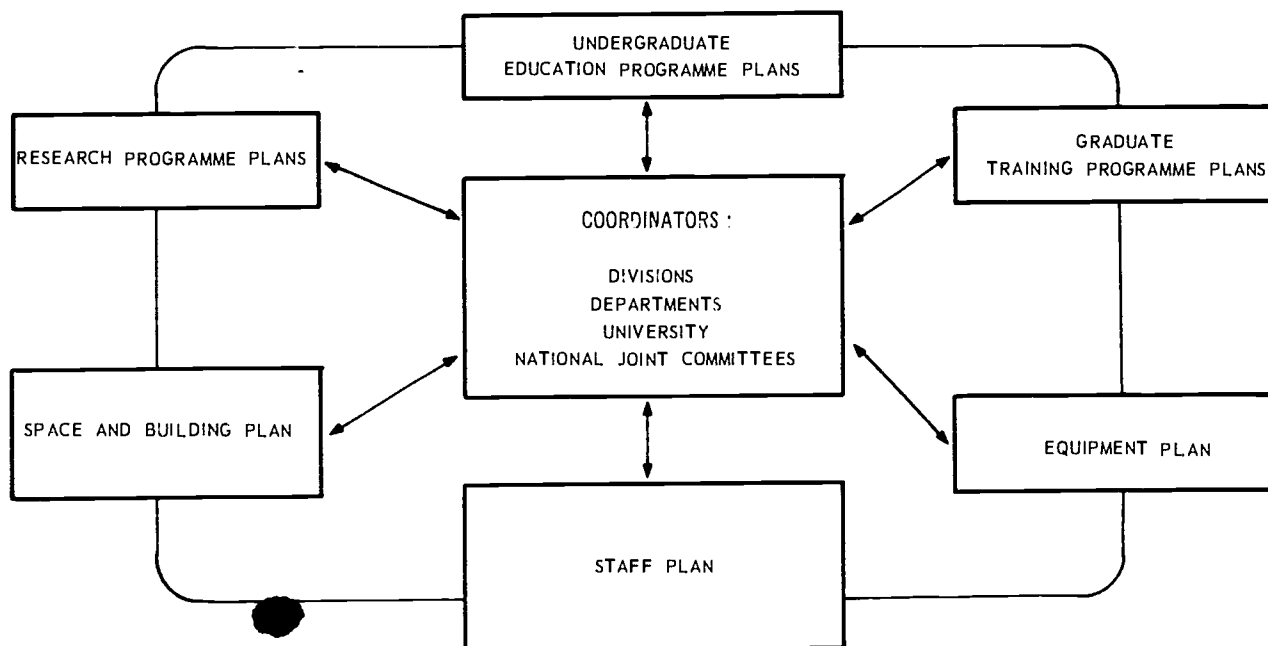 UNDERGRADUATE
EDUCATION PROGRAMME PLANS
RESEARCH PROGRAMME PLANS
GRADUATE
TRAINING PROGRAMME PLANS
COORDINATORS :
DIVISIONS
DEPARTMENTS
UNIVERSITY
NATIONAL JOINT COMMITTEES
SPACE AND BUILDING PLAN
EQUIPMENT PLAN
STAFF PLAN